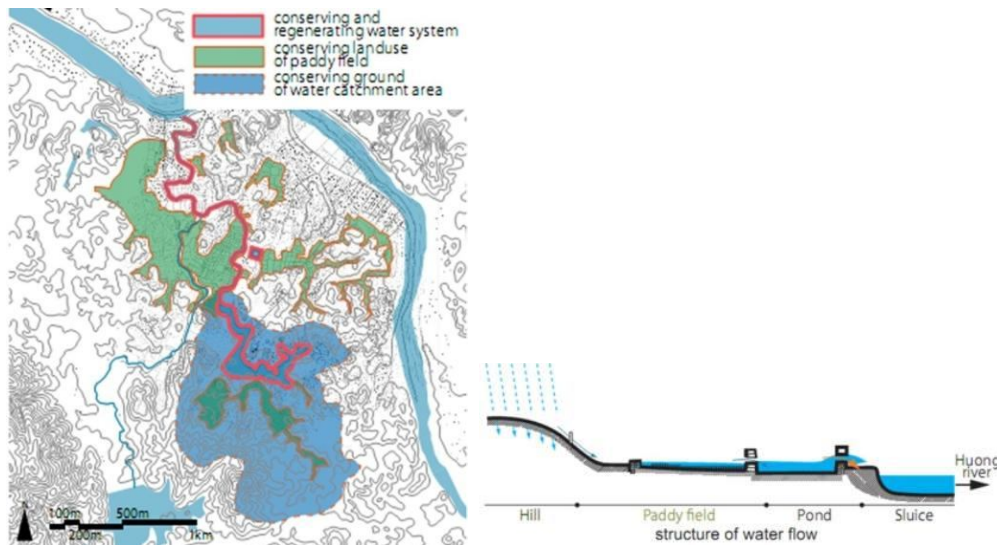 conserving and
regenerating water system
conserving landuse
of paddy field
conserving ground
of water catchment area
100m 500m
200m 1km
Huong
river
Hill Paddy field Pond Sluice
structure of water flow